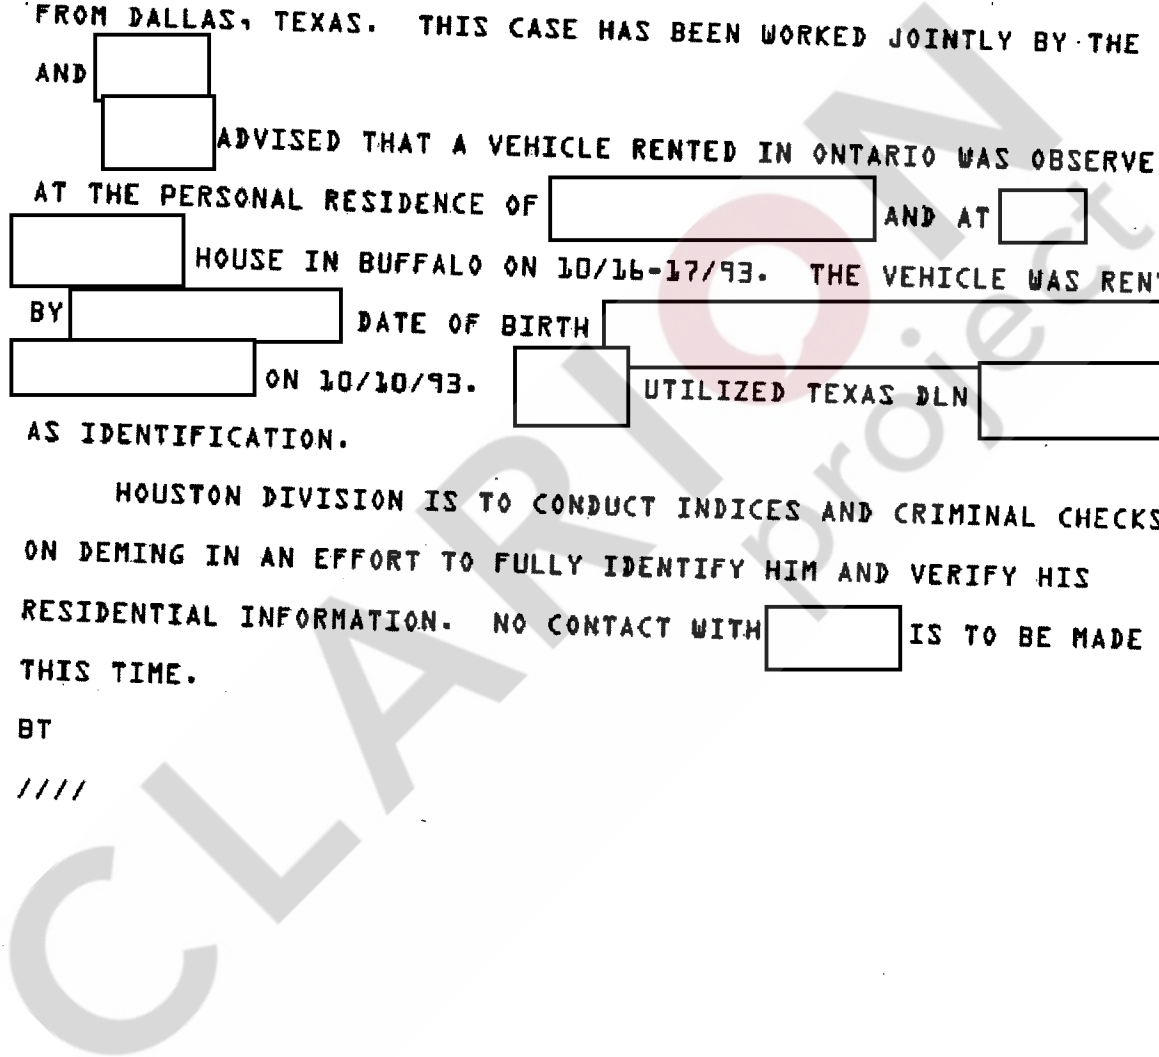 FROM DALLAS, TEXAS. THIS CASE HAS BEEN WORKED JOINTLY BY THE
AND
ADVISED THAT A VEHICLE RENTED IN ONTARIO WAS OBSERVE
AT THE PERSONAL RESIDENCE OF AND AT
HOUSE IN BUFFALO ON 10/16-17/93. THE VEHICLE WAS REN
BY DATE OF BIRTH
ON 10/10/93. UTILIZED TEXAS DLN
AS IDENTIFICATION.
HOUSTON DIVISION IS TO CONDUCT INDICES AND CRIMINAL CHECKS
ON DEMING IN AN EFFORT TO FULLY IDENTIFY HIM AND VERIFY HIS
RESIDENTIAL INFORMATION. NO CONTACT WITH IS TO BE MADE
THIS TIME.
BT
////
CLARION
project